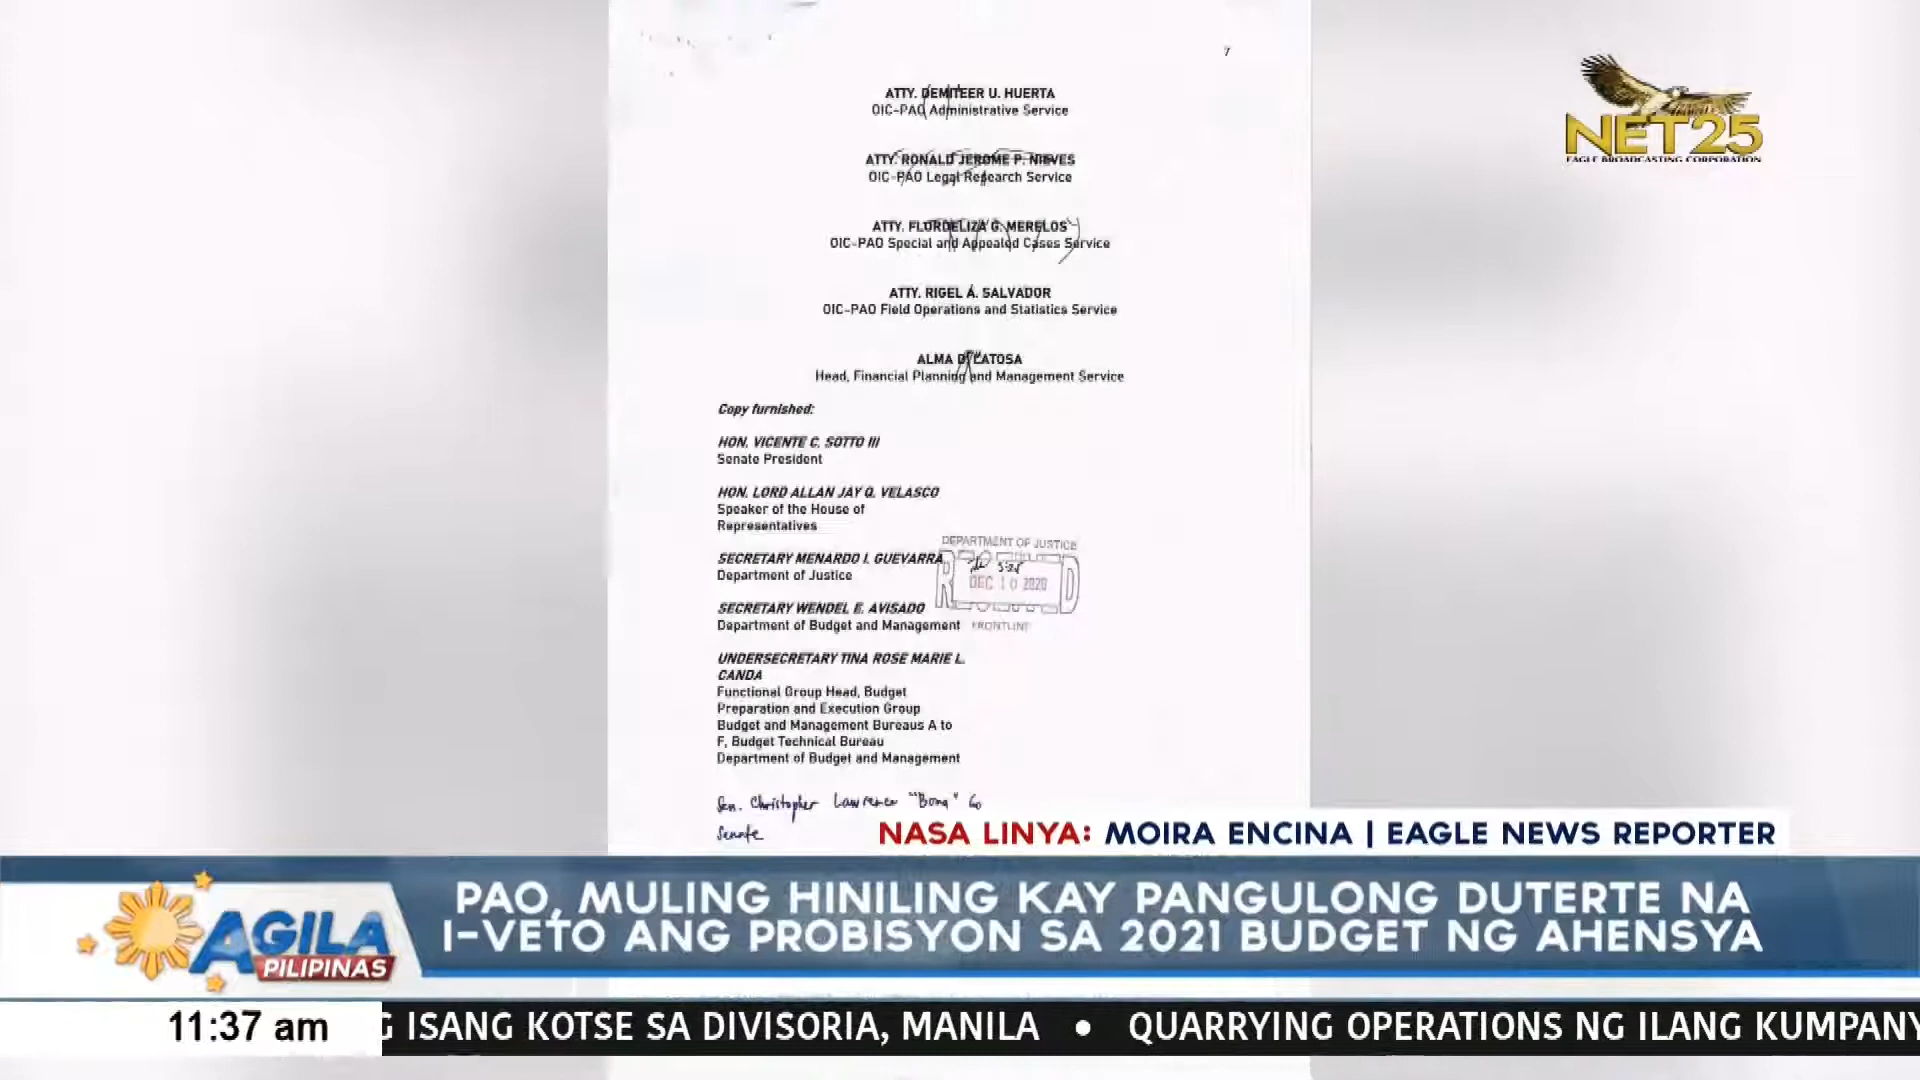 7
ATTY. DEMITEER U. HUERTA
OIC-PAO Administrative Service
ATTY. RONALD JEROME P. NIEVES
OIC-PAO Legal Research Service
ATTY. FLORDELIZA G. MERELOS
OIC-PAO Special and Appealed Cases Service
ATTY. RIGEL A. SALVADOR
OIC-PAO Field Operations and Statistics Service
ALMA D. LATOSA
Head, Financial Planning and Management Service
Copy furnished:
HON. VICENTE C. SOTTO III
Senate President
HON. LORD ALLAN JAY Q. VELASCO
Speaker of the House of
Representatives
SECRETARY MENARDO I. GUEVARRA
Department of Justice
SECRETARY WENDEL E. AVISADO
Department of Budget and Management
UNDERSECRETARY TINA ROSE MARIE L.
CANDA
Functional Group Head, Budget
Preparation and Execution Group
Budget and Management Bureaus A to
F, Budget Technical Bureau
Department of Budget and Management
Sen. Christopher Lawrence "Bong" Go
Senate
DEPARTMENT OF JUSTICE
DEC 10 2020
FRONTLINE
NET25
EAGLE BROADCASTING CORPORATION
NASA LINYA: MOIRA ENCINA | EAGLE NEWS REPORTER
PAO, MULING HINILING KAY PANGULONG DUTERTE NA
I-VETO ANG PROBISYON SA 2021 BUDGET NG AHENSYA
AGILA
PILIPINAS
11:37 am
G ISANG KOTSE SA DIVISORIA, MANILA • QUARRYING OPERATIONS NG ILANG KUMPANY